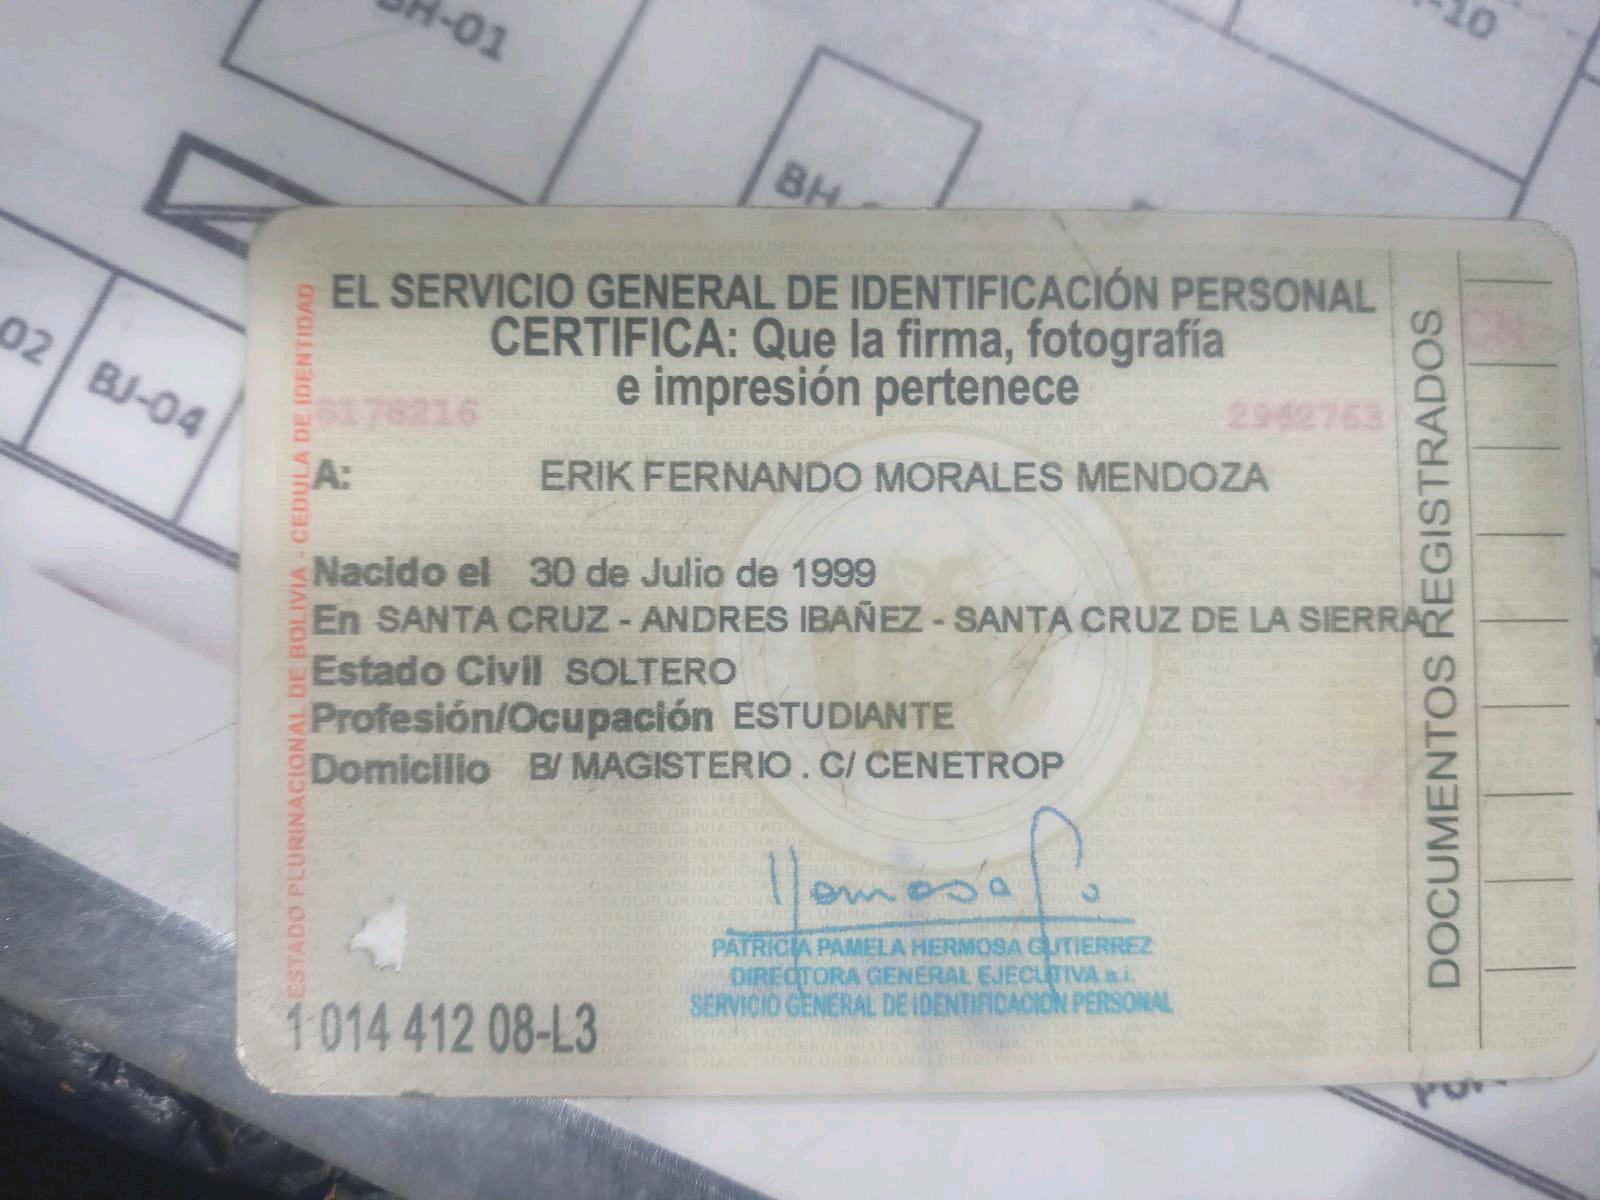 BH-01
-10
BH-
02
BJ-04
EL SERVICIO GENERAL DE IDENTIFICACIÓN PERSONAL
CERTIFICA: Que la firma, fotografía
e impresión pertenece
2962763
A: ERIK FERNANDO MORALES MENDOZA
Nacido el 30 de Julio de 1999
En SANTA CRUZ - ANDRES IBAÑEZ - SANTA CRUZ DE LA SIERRA
Estado Civil SOLTERO
Profesión/Ocupación ESTUDIANTE
Domicilio B/ MAGISTERIO . C/ CENETROP
Hermosa
PATRICIA PAMELA HERMOSA GUTIERREZ
DIRECTORA GENERAL EJECUTIVA a.i.
SERVICIO GENERAL DE IDENTIFICACIÓN PERSONAL
1 014 412 08-L3
ESTADO PLURINACIONAL DE BOLIVIA - CEDULA DE IDENTIDAD
DOCUMENTOS REGISTRADOS